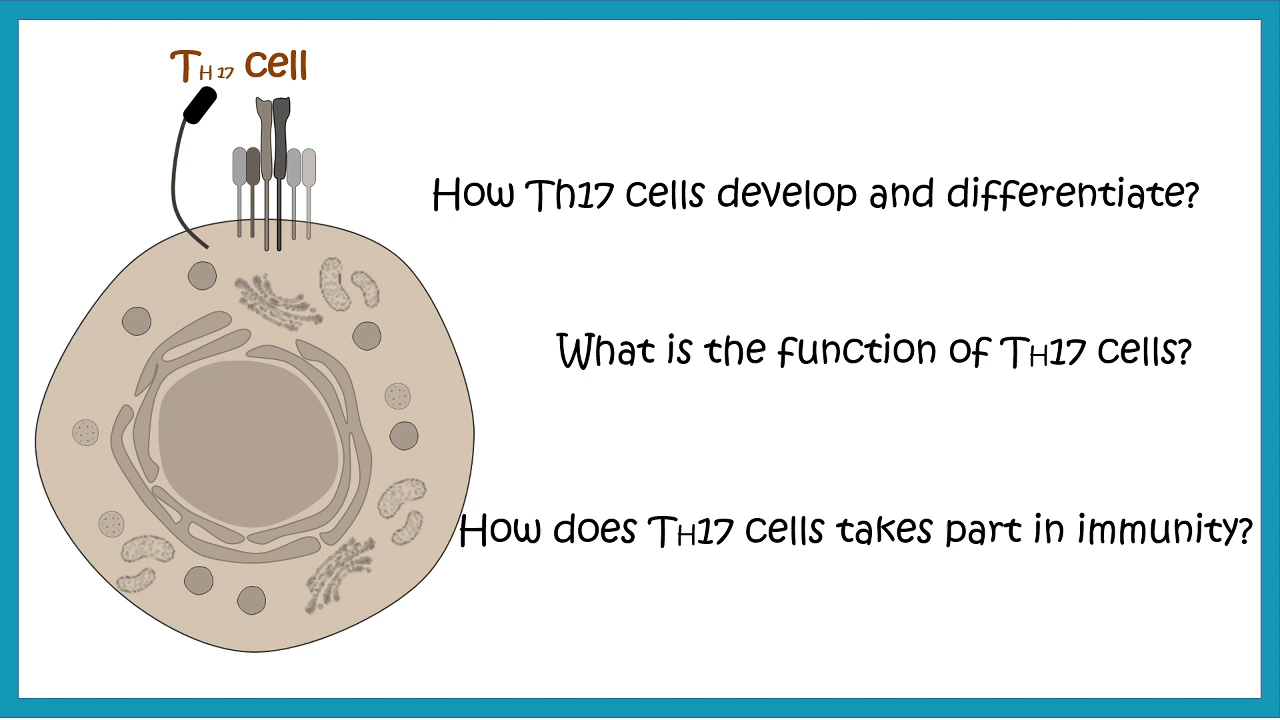 TH17 cell
How Th17 cells develop and differentiate?
What is the function of TH17 cells?
How does TH17 cells takes part in immunity?